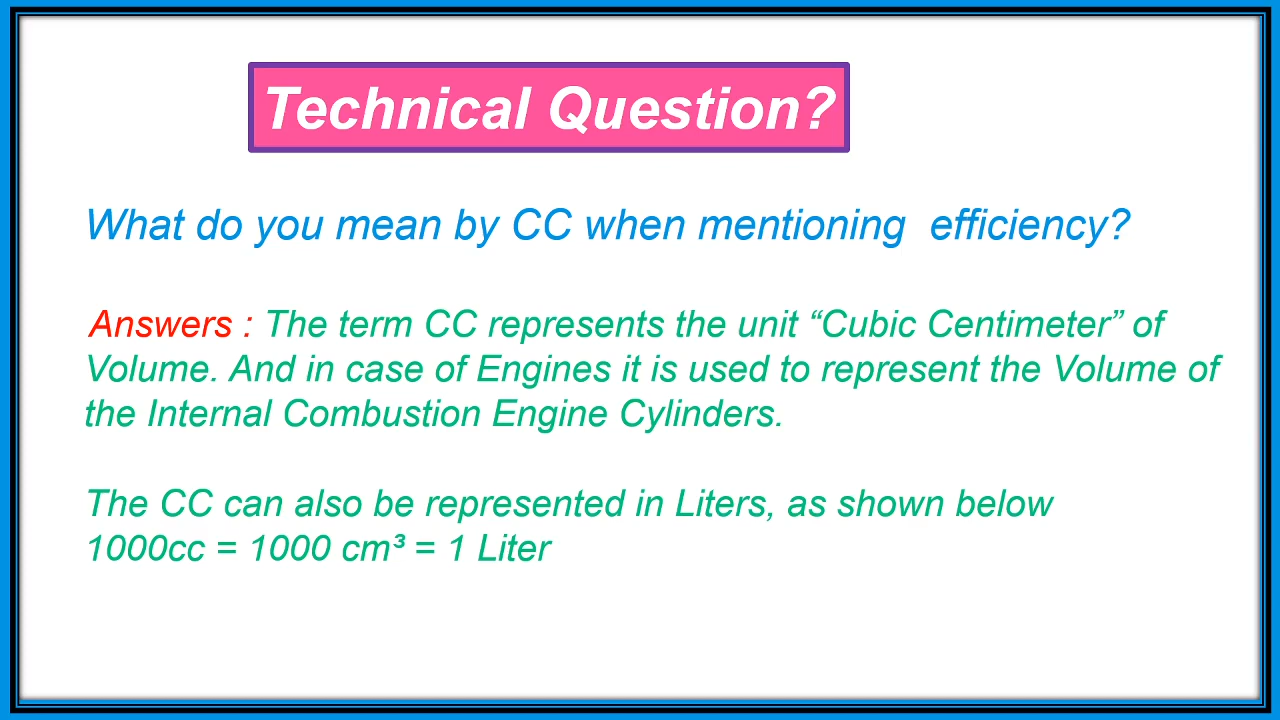 Technical Question?
What do you mean by CC when mentioning  efficiency?
Answers : The term CC represents the unit “Cubic Centimeter” of
Volume. And in case of Engines it is used to represent the Volume of
the Internal Combustion Engine Cylinders.
The CC can also be represented in Liters, as shown below
1000cc = 1000 cm³ = 1 Liter